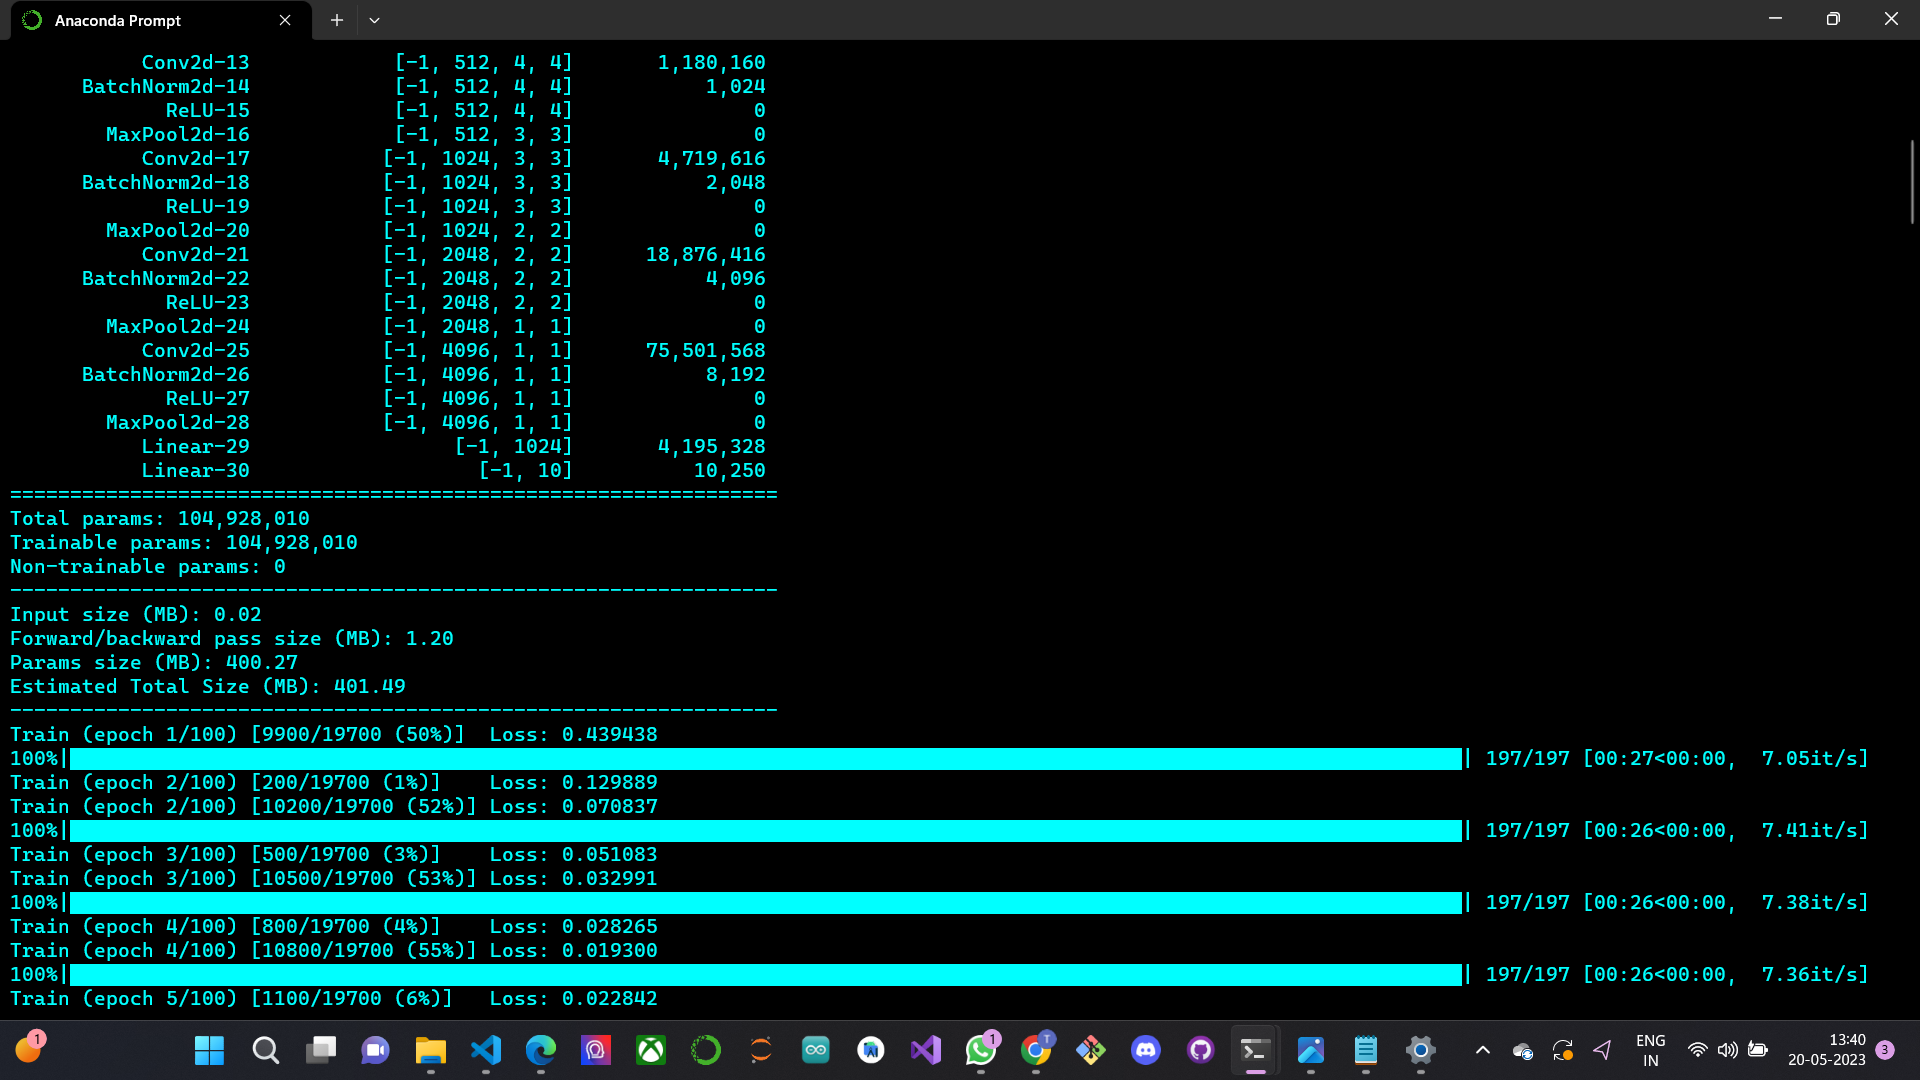 Anaconda Prompt
Conv2d-13 [-1, 512, 4, 4] 1,180,160
BatchNorm2d-14 [-1, 512, 4, 4] 1,024
ReLU-15 [-1, 512, 4, 4] 0
MaxPool2d-16 [-1, 512, 3, 3] 0
Conv2d-17 [-1, 1024, 3, 3] 4,719,616
BatchNorm2d-18 [-1, 1024, 3, 3] 2,048
ReLU-19 [-1, 1024, 3, 3] 0
MaxPool2d-20 [-1, 1024, 2, 2] 0
Conv2d-21 [-1, 2048, 2, 2] 18,876,416
BatchNorm2d-22 [-1, 2048, 2, 2] 4,096
ReLU-23 [-1, 2048, 2, 2] 0
MaxPool2d-24 [-1, 2048, 1, 1] 0
Conv2d-25 [-1, 4096, 1, 1] 75,501,568
BatchNorm2d-26 [-1, 4096, 1, 1] 8,192
ReLU-27 [-1, 4096, 1, 1] 0
MaxPool2d-28 [-1, 4096, 1, 1] 0
Linear-29 [-1, 1024] 4,195,328
Linear-30 [-1, 10] 10,250
================================================================
Total params: 104,928,010
Trainable params: 104,928,010
Non-trainable params: 0
----------------------------------------------------------------
Input size (MB): 0.02
Forward/backward pass size (MB): 1.20
Params size (MB): 400.27
Estimated Total Size (MB): 401.49
----------------------------------------------------------------
Train (epoch 1/100) [9900/19700 (50%)] Loss: 0.439438
100%| | 197/197 [00:27<00:00, 7.05it/s]
Train (epoch 2/100) [200/19700 (1%)] Loss: 0.129889
Train (epoch 2/100) [10200/19700 (52%)] Loss: 0.070837
100%| | 197/197 [00:26<00:00, 7.41it/s]
Train (epoch 3/100) [500/19700 (3%)] Loss: 0.051083
Train (epoch 3/100) [10500/19700 (53%)] Loss: 0.032991
100%| | 197/197 [00:26<00:00, 7.38it/s]
Train (epoch 4/100) [800/19700 (4%)] Loss: 0.028265
Train (epoch 4/100) [10800/19700 (55%)] Loss: 0.019300
100%| | 197/197 [00:26<00:00, 7.36it/s]
Train (epoch 5/100) [1100/19700 (6%)] Loss: 0.022842
1 1 T ENG 13:40
IN 20-05-2023 3